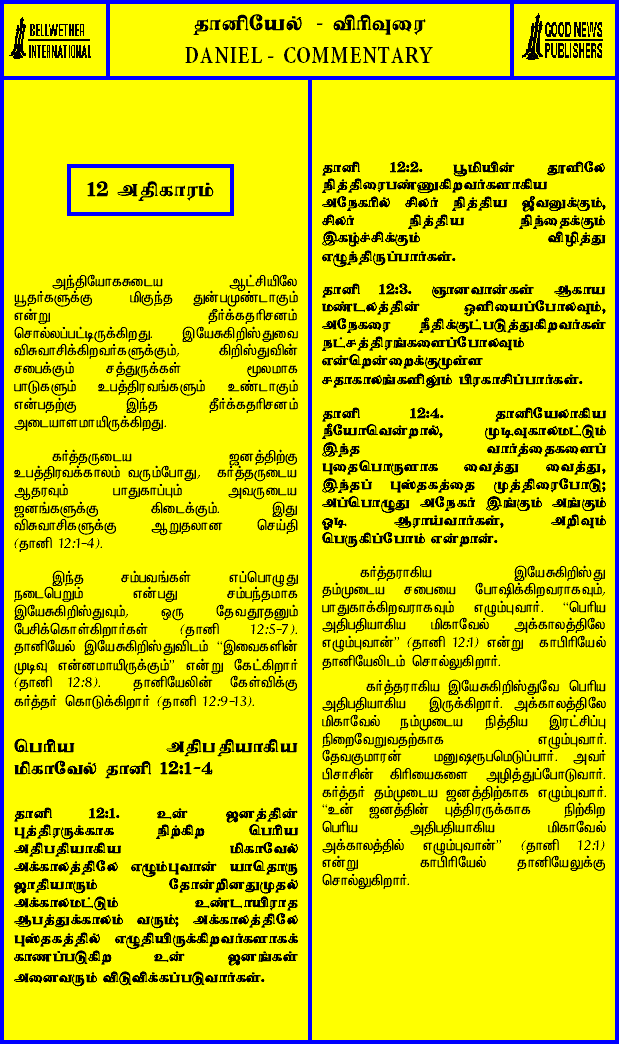 BELLWETHER
INTERNATIONAL
தானியேல் - விரிவுரை
DANIEL - COMMENTARY
GOOD NEWS
PUBLISHERS
12 அதிகாரம்
அந்தியோகசுடைய ஆட்சியிலே
யூதர்களுக்கு மிகுந்த துன்பமுண்டாகும்
என்று தீர்க்கதரிசனம்
சொல்லப்பட்டிருக்கிறது. இயேசுகிறிஸ்துவை
விசுவாசிக்கிறவர்களுக்கும், கிறிஸ்துவின்
சபைக்கும் சத்துருக்கள் மூலமாக
பாடுகளும் உபத்திரவங்களும் உண்டாகும்
என்பதற்கு இந்த தீர்க்கதரிசனம்
அடையாளமாயிருக்கிறது.
கர்த்தருடைய ஜனத்திற்கு
உபத்திரவக்காலம் வரும்போது, கர்த்தருடைய
ஆதரவும் பாதுகாப்பும் அவருடைய
ஜனங்களுக்கு கிடைக்கும். இது
விசுவாசிகளுக்கு ஆறுதலான செய்தி
(தானி 12:1-4).
இந்த சம்பவங்கள் எப்பொழுது
நடைபெறும் என்பது சம்பந்தமாக
இயேசுகிறிஸ்துவும், ஒரு தேவதூதனும்
பேசிக்கொள்கிறார்கள் (தானி 12:5-7).
தானியேல் இயேசுகிறிஸ்துவிடம் “இவைகளின்
முடிவு என்னமாயிருக்கும்” என்று கேட்கிறார்
(தானி 12:8). தானியேலின் கேள்விக்கு
கர்த்தர் கொடுக்கிறார் (தானி 12:9-13).
பெரிய அதிபதியாகிய
மிகாவேல் தானி 12:1-4
தானி 12:1. உன் ஜனத்தின்
புத்திரருக்காக நிற்கிற பெரிய
அதிபதியாகிய மிகாவேல்
அக்காலத்திலே எழும்புவான் யாதொரு
ஜாதியாரும் தோன்றினதுமுதல்
அக்காலமட்டும் உண்டாயிராத
ஆபத்துக்காலம் வரும்; அக்காலத்திலே
புஸ்தகத்தில் எழுதியிருக்கிறவர்களாகக்
காணப்படுகிற உன் ஜனங்கள்
அனைவரும் விடுவிக்கப்படுவார்கள்.
தானி 12:2. பூமியின் தூளிலே
நித்திரைபண்ணுகிறவர்களாகிய
அநேகரில் சிலர் நித்திய ஜீவனுக்கும்,
சிலர் நித்திய நிந்தைக்கும்
இகழ்ச்சிக்கும் விழித்து
எழுந்திருப்பார்கள்.
தானி 12:3. ஞானவான்கள் ஆகாய
மண்டலத்தின் ஒளியைப்போலவும்,
அநேகரை நீதிக்குட்படுத்துகிறவர்கள்
நட்சத்திரங்களைப்போலவும்
என்றென்றைக்குமுள்ள
சதாகாலங்களிலும் பிரகாசிப்பார்கள்.
தானி 12:4. தானியேலாகிய
நீயோவென்றால், முடிவுகாலமட்டும்
இந்த வார்த்தைகளைப்
புதைபொருளாக வைத்து வைத்து,
இந்தப் புஸ்தகத்தை முத்திரைபோடு;
அப்பொழுது அநேகர் இங்கும் அங்கும்
ஓடி ஆராய்வார்கள், அறிவும்
பெருகிப்போம் என்றான்.
கர்த்தராகிய இயேசுகிறிஸ்து
தம்முடைய சபையை போஷிக்கிறவராகவும்,
பாதுகாக்கிறவராகவும் எழும்புவார். “பெரிய
அதிபதியாகிய மிகாவேல் அக்காலத்திலே
எழும்புவான்” (தானி 12:1) என்று காபிரியேல்
தானியேலிடம் சொல்லுகிறார்.
கர்த்தராகிய இயேசுகிறிஸ்துவே பெரிய
அதிபதியாகிய இருக்கிறார். அக்காலத்திலே
மிகாவேல் நம்முடைய நித்திய இரட்சிப்பு
நிறைவேறுவதற்காக எழும்புவார்.
தேவகுமாரன் மனுஷரூபமெடுப்பார். அவர்
பிசாசின் கிரியைகளை அழித்துப்போடுவார்.
கர்த்தர் தம்முடைய ஜனத்திற்காக எழும்புவார்.
“உன் ஜனத்தின் புத்திரருக்காக நிற்கிற
பெரிய அதிபதியாகிய மிகாவேல்
அக்காலத்தில் எழும்புவான்” (தானி 12:1)
என்று காபிரியேல் தானியேலுக்கு
சொல்லுகிறார்.